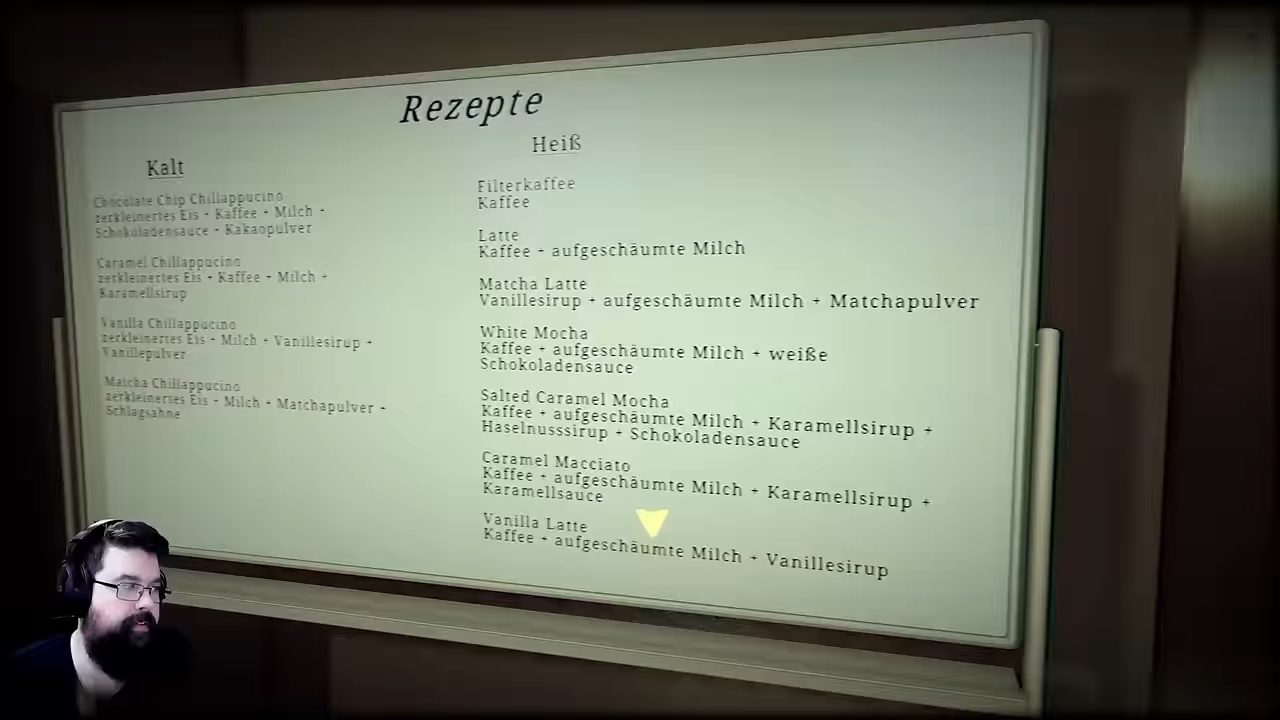 Rezepte
Kalt
Chocolate Chip Chillappucino
zerkleinertes Eis + Kaffee + Milch +
Schokoladensauce + Kakaopulver
Caramel Chillappucino
zerkleinertes Eis + Kaffee + Milch +
Karamellsirup
Vanilla Chillappucino
zerkleinertes Eis + Milch + Vanillesirup +
Vanillepulver
Matcha Chillappucino
zerkleinertes Eis + Milch + Matchapulver +
Schlagsahne
Heiß
Filterkaffee
Kaffee
Latte
Kaffee + aufgeschäumte Milch
Matcha Latte
Vanillesirup + aufgeschäumte Milch + Matchapulver
White Mocha
Kaffee + aufgeschäumte Milch + weiße
Schokoladensauce
Salted Caramel Mocha
Kaffee + aufgeschäumte Milch + Karamellsirup +
Haselnusssirup + Schokoladensauce
Caramel Macciato
Kaffee + aufgeschäumte Milch + Karamellsirup +
Karamellsauce
Vanilla Latte
Kaffee + aufgeschäumte Milch + Vanillesirup